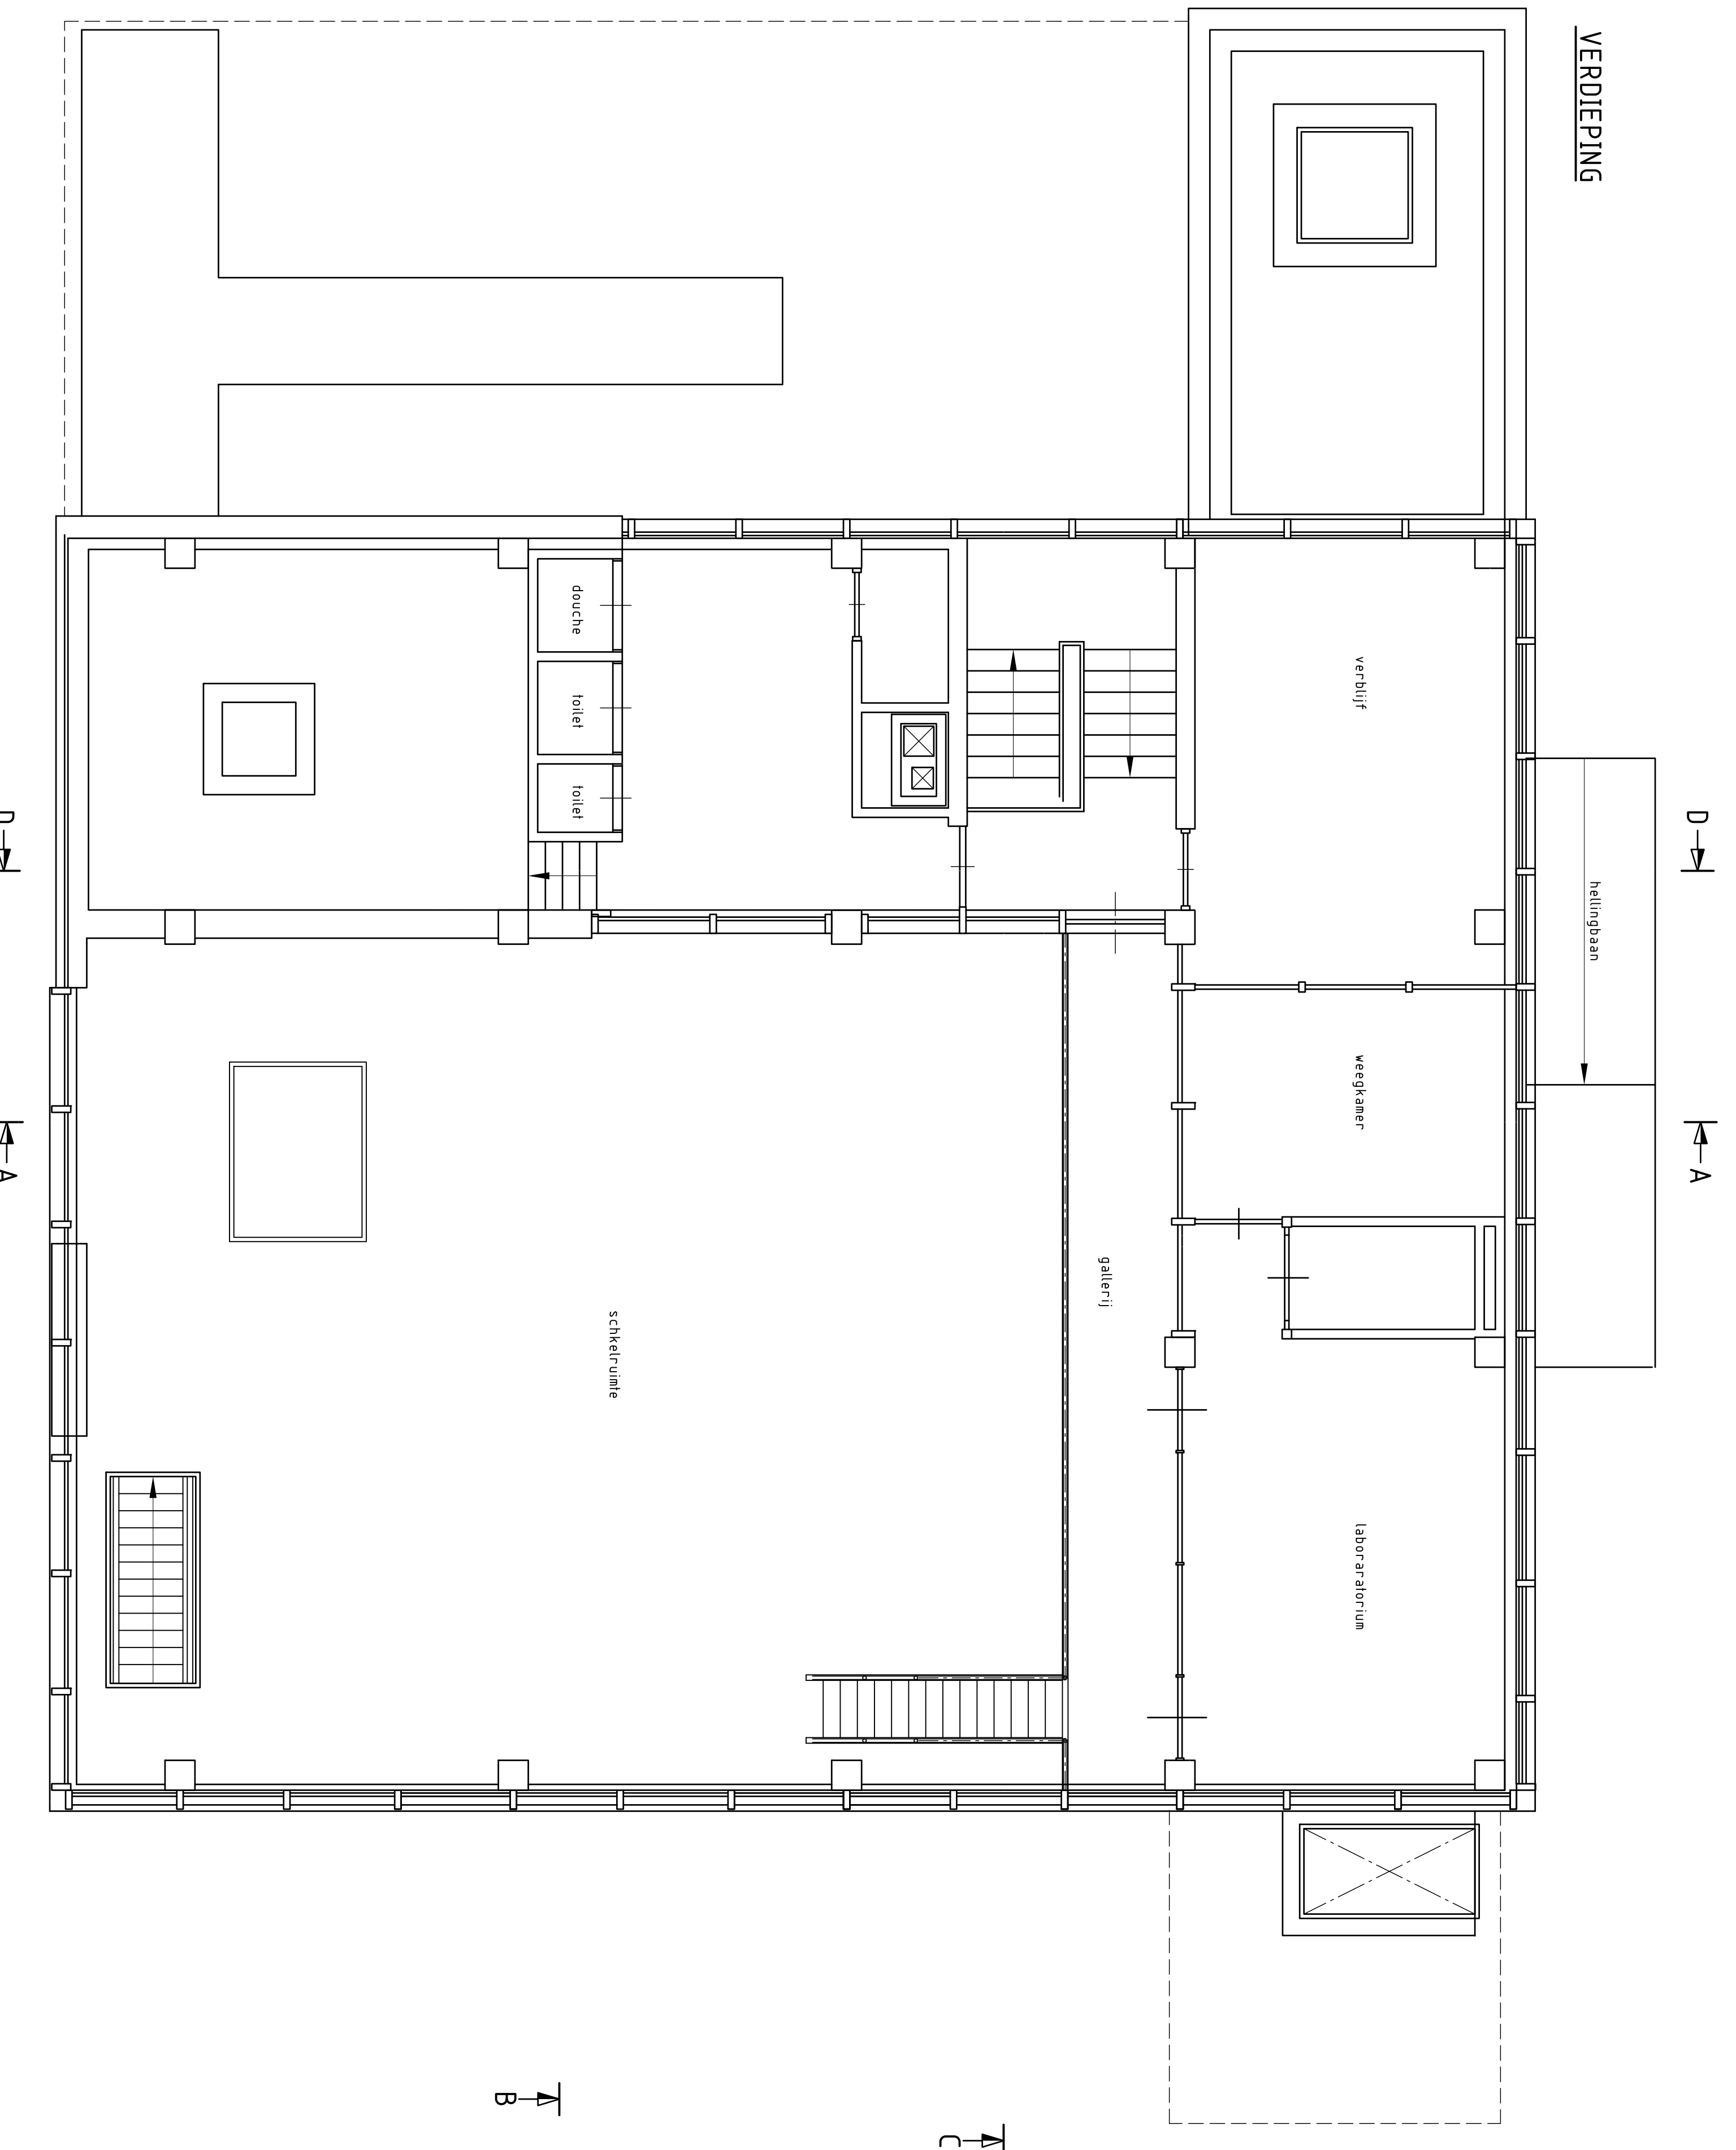 VERDIEPING
D
A
hellingbaan
verblijf
weegkamer
laboraratorium
gallerij
schkelruimte
douche
toilet
toilet
D
A
B
C